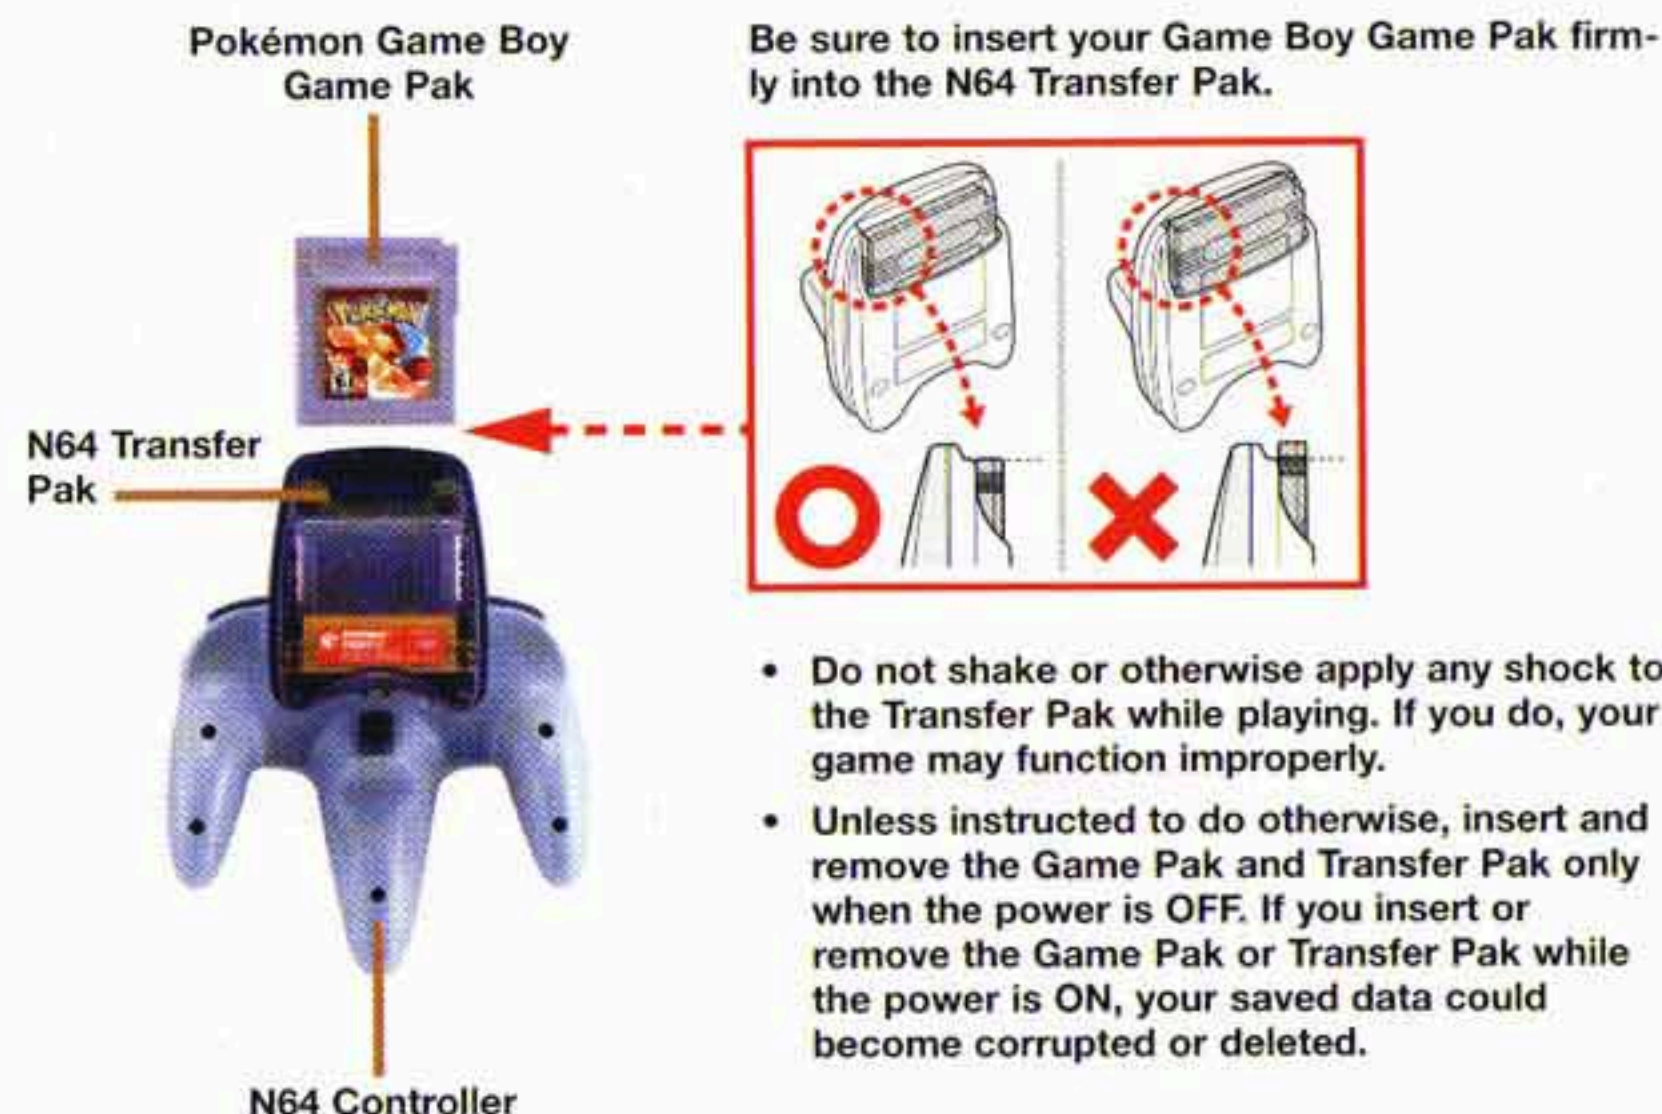 Pokémon Game Boy
Game Pak
Be sure to insert your Game Boy Game Pak firm-
ly into the N64 Transfer Pak.
POKéMON
N64 Transfer
Pak
• Do not shake or otherwise apply any shock to
the Transfer Pak while playing. If you do, your
game may function improperly.
• Unless instructed to do otherwise, insert and
remove the Game Pak and Transfer Pak only
when the power is OFF. If you insert or
remove the Game Pak or Transfer Pak while
the power is ON, your saved data could
become corrupted or deleted.
N64 Controller